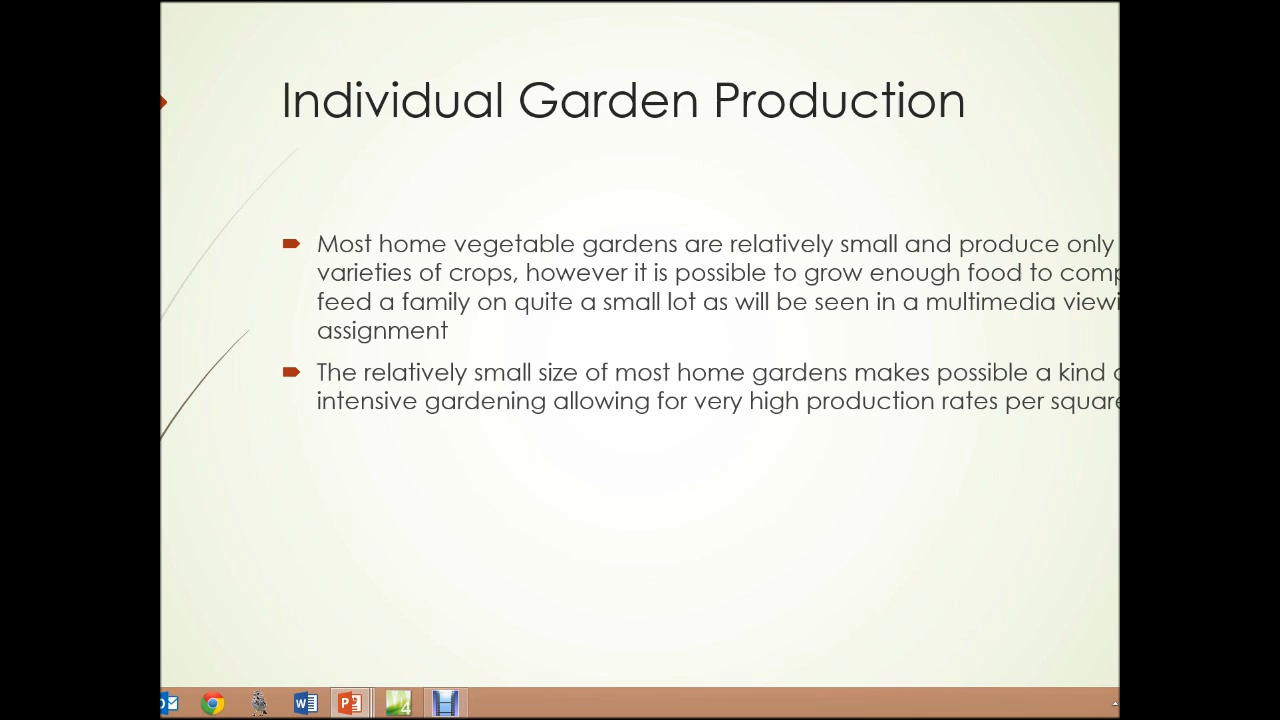 Individual Garden Production
Most home vegetable gardens are relatively small and produce only
varieties of crops, however it is possible to grow enough food to
feed a family on quite a small lot as will be seen in a multimedia
assignment
The relatively small size of most home gardens makes possible a kind
intensive gardening allowing for very high production rates per square